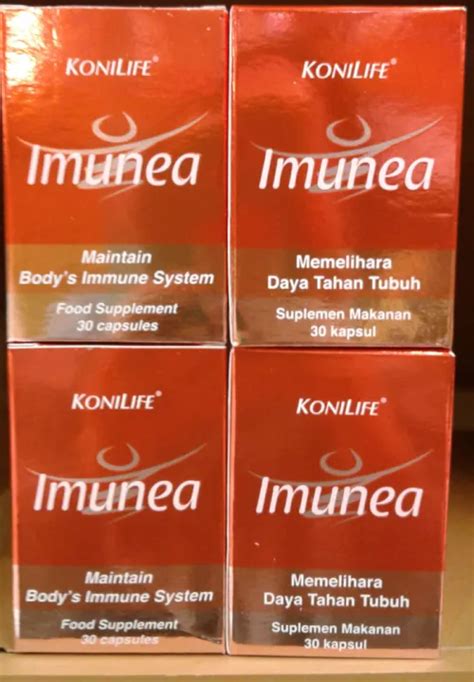 KONILIFE®
Imunea
Maintain
Body's Immune System
Food Supplement
30 capsules
KONILIFE®
Imunea
Memelihara
Daya Tahan Tubuh
Suplemen Makanan
30 kapsul
KONILIFE®
Imunea
Maintain
Body's Immune System
Food Supplement
30 capsules
KONILIFE®
Imunea
Memelihara
Daya Tahan Tubuh
Suplemen Makanan
30 kapsul